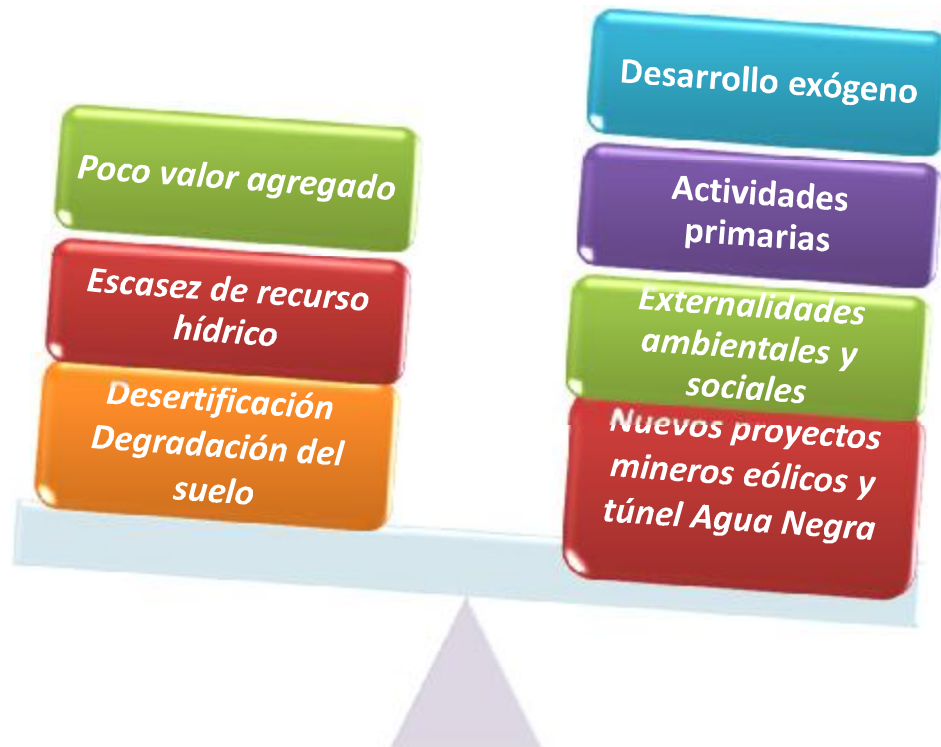 Poco valor agregado
Escasez de recurso
hídrico
Desertificación
Degradación del
suelo
Desarrollo exógeno
Actividades
primarias
Externalidades
ambientales y
sociales
Nuevos proyectos
mineros eólicos y
túnel Agua Negra